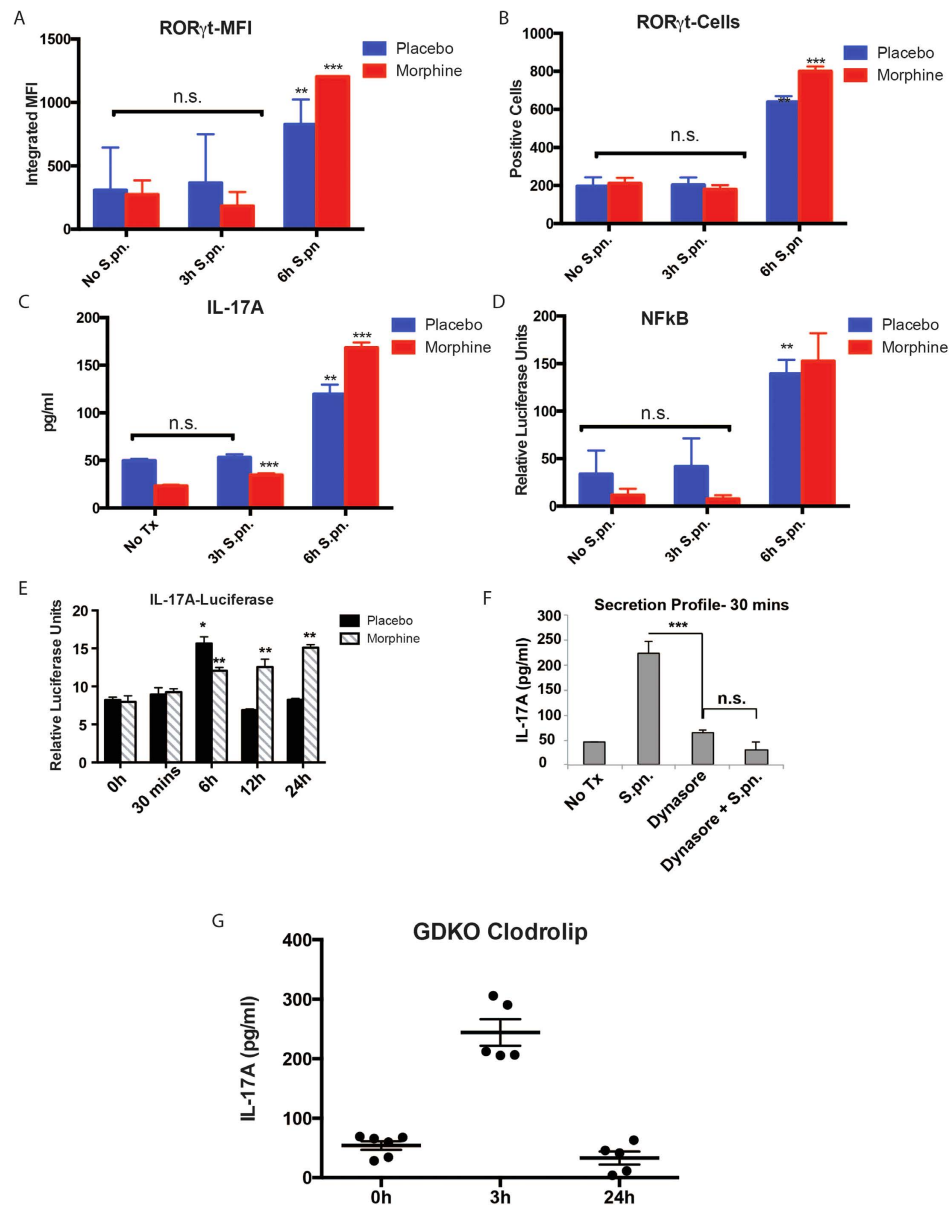 A
RORγt-MFI
Placebo
Morphine
Integrated MFI
1500
1000
500
0
n.s.
**
***
No S.pn.
3h S.pn.
6h S.pn.
B
RORγt-Cells
Placebo
Morphine
Positive Cells
1000
800
600
400
200
0
n.s.
**
***
No S.pn.
3h S.pn.
6h S.pn
C
IL-17A
Placebo
Morphine
pg/ml
200
150
100
50
0
n.s.
***
**
***
No Tx
3h S.pn.
6h S.pn.
D
NFkB
Placebo
Morphine
Relative Luciferase Units
200
150
100
50
0
n.s.
**
No S.pn.
3h S.pn.
6h S.pn.
E
IL-17A-Luciferase
Placebo
Morphine
Relative Luciferase Units
20
15
10
5
0
*
**
**
**
0h
30 mins
6h
12h
24h
F
Secretion Profile- 30 mins
IL-17A (pg/ml)
300
250
200
150
100
50
0
***
n.s.
No Tx
S.pn.
Dynasore
Dynasore + S.pn.
G
GDKO Clodrolip
IL-17A (pg/ml)
400
300
200
100
0
0h
3h
24h